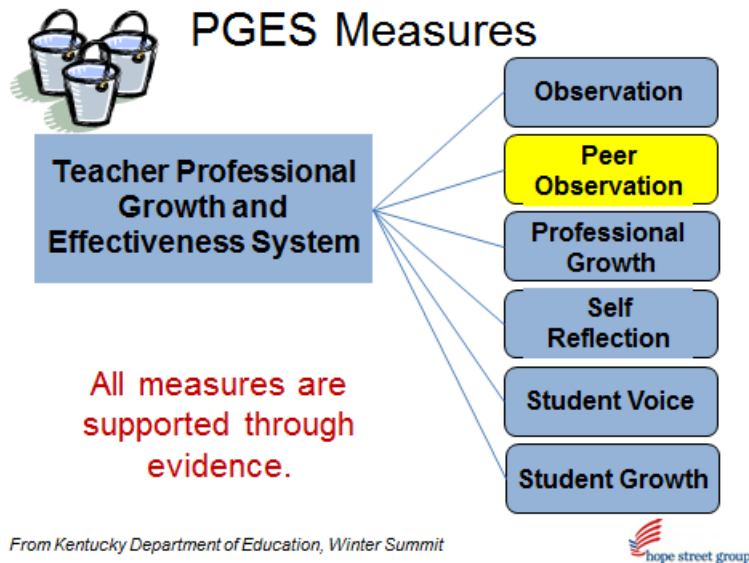 PGES Measures
Teacher Professional
Growth and
Effectiveness System
Observation
Peer
Observation
Professional
Growth
Self
Reflection
Student Voice
Student Growth
All measures are
supported through
evidence.
From Kentucky Department of Education, Winter Summit
hope street group